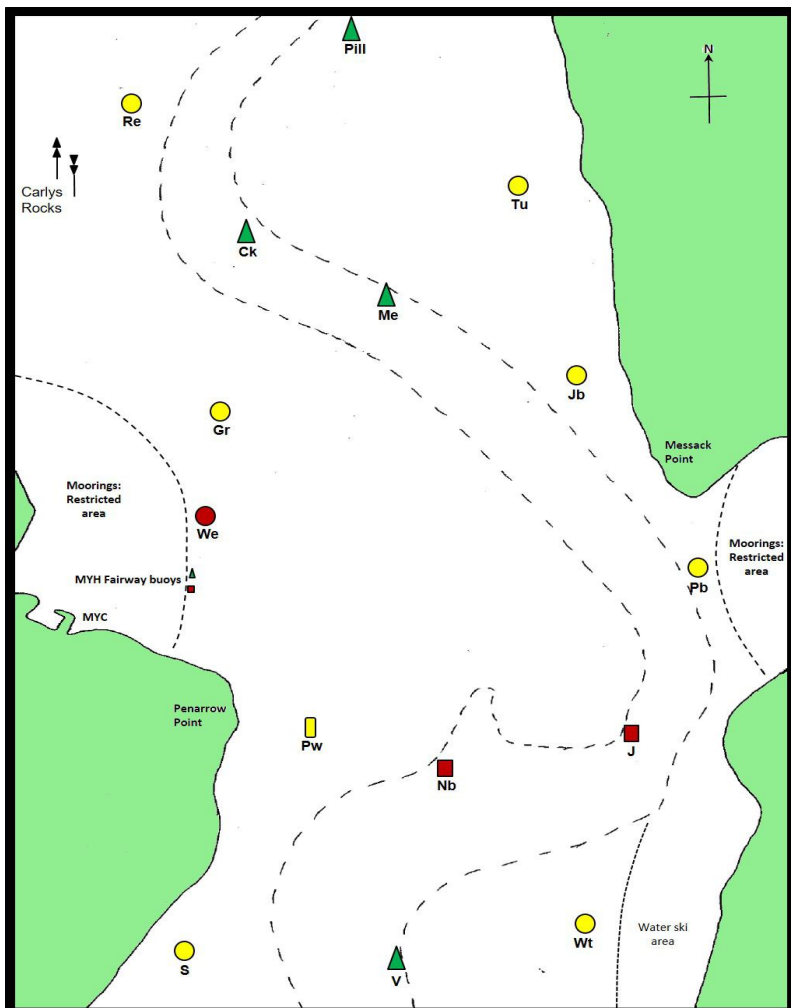 Pill
N
Re
Carlys
Rocks
Tu
Ck
Me
Jb
Gr
Messack
Point
Moorings:
Restricted
area
We
Moorings:
Restricted
area
MYH Fairway buoys
Pb
MYC
Penarrow
Point
Pw
J
Nb
Water ski
area
Wt
S
V